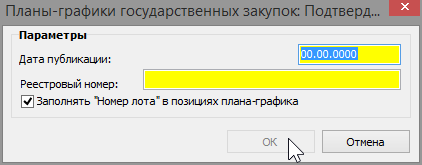 Планы-графики государственных закупок: Подтверд...
Параметры
Дата публикации: 00.00.0000
Реестровый номер:
Заполнять "Номер лота" в позициях плана-графика
ОК Отмена